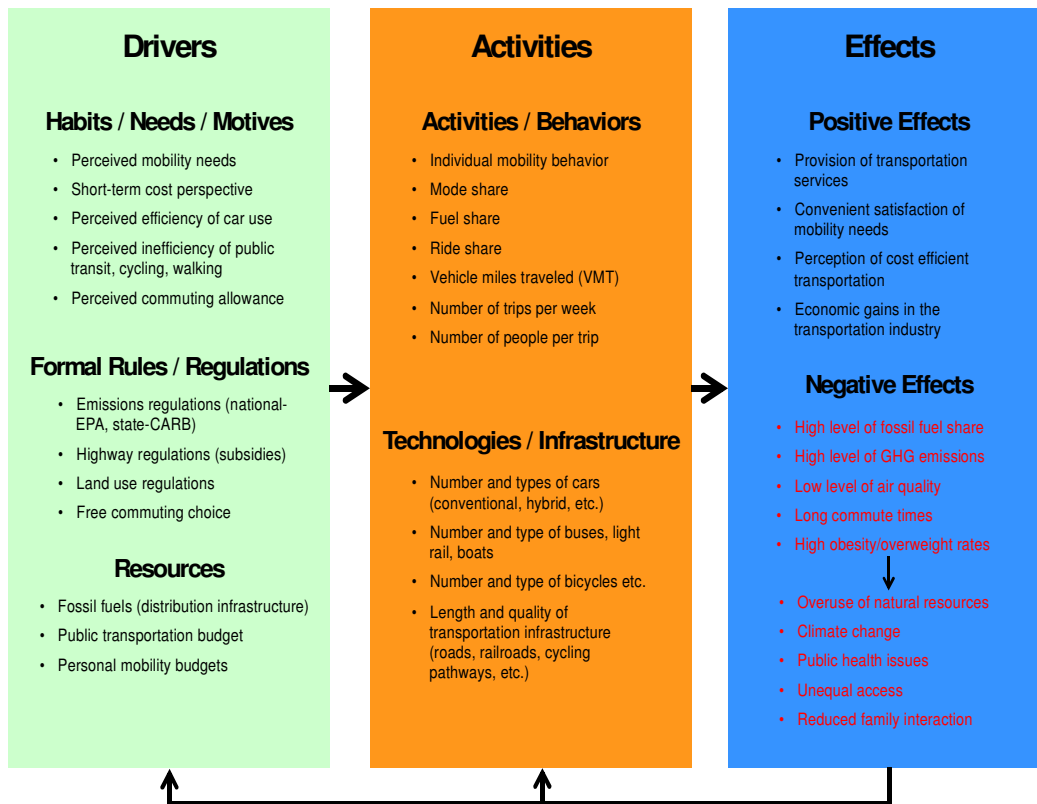 Drivers
Habits / Needs / Motives
• Perceived mobility needs
• Short-term cost perspective
• Perceived efficiency of car use
• Perceived inefficiency of public
transit, cycling, walking
• Perceived commuting allowance
Formal Rules / Regulations
• Emissions regulations (national-
EPA, state-CARB)
• Highway regulations (subsidies)
• Land use regulations
• Free commuting choice
Resources
• Fossil fuels (distribution infrastructure)
• Public transportation budget
• Personal mobility budgets
Activities
Activities / Behaviors
• Individual mobility behavior
• Mode share
• Fuel share
• Ride share
• Vehicle miles traveled (VMT)
• Number of trips per week
• Number of people per trip
Technologies / Infrastructure
• Number and types of cars
(conventional, hybrid, etc.)
• Number and type of buses, light
rail, boats
• Number and type of bicycles etc.
• Length and quality of
transportation infrastructure
(roads, railroads, cycling
pathways, etc.)
Effects
Positive Effects
• Provision of transportation
services
• Convenient satisfaction of
mobility needs
• Perception of cost efficient
transportation
• Economic gains in the
transportation industry
Negative Effects
• High level of fossil fuel share
• High level of GHG emissions
• Low level of air quality
• Long commute times
• High obesity/overweight rates
• Overuse of natural resources
• Climate change
• Public health issues
• Unequal access
• Reduced family interaction